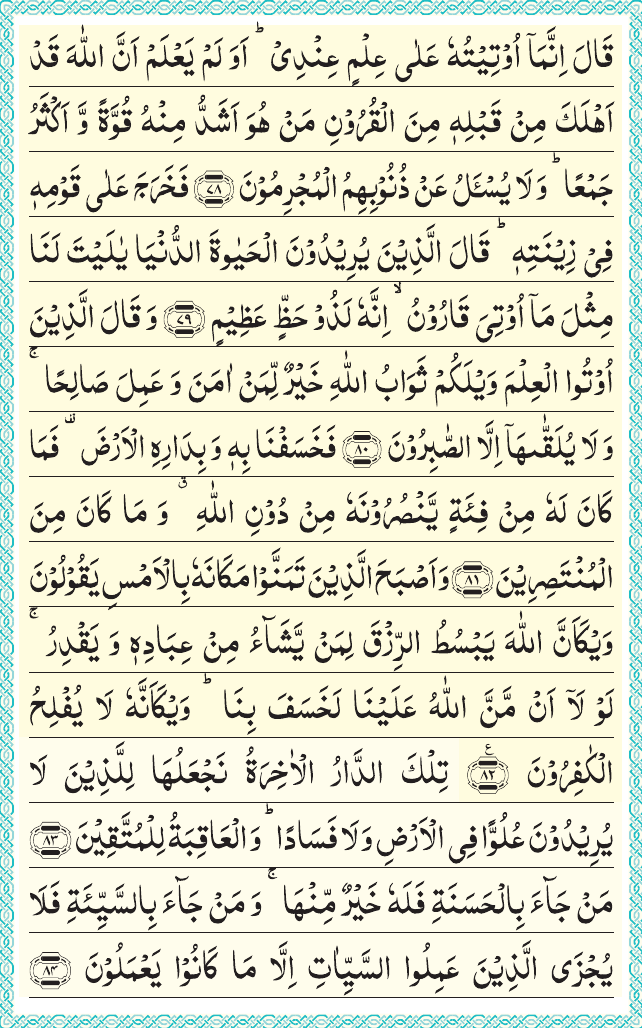 قَالَ اِنَّمَاۤ اُوْتِیْتُهٗ عَلٰی عِلْمٍ عِنْدِیْ ؕ اَوَ لَمْ یَعْلَمْ اَنَّ اللّٰهَ قَدْ
اَهْلَكَ مِنْ قَبْلِهٖ مِنَ الْقُرُوْنِ مَنْ هُوَ اَشَدُّ مِنْهُ قُوَّةً وَّ اَكْثَرُ
جَمْعًا ؕ وَ لَا یُسْـَٔلُ عَنْ ذُنُوْبِهِمُ الْمُجْرِمُوْنَ ﴿۷۸﴾ فَخَرَجَ عَلٰی قَوْمِهٖ
فِیْ زِیْنَتِهٖ ؕ قَالَ الَّذِیْنَ یُرِیْدُوْنَ الْحَیٰوةَ الدُّنْیَا یٰلَیْتَ لَنَا
مِثْلَ مَاۤ اُوْتِیَ قَارُوْنُ ۙ اِنَّهٗ لَذُوْ حَظٍّ عَظِیْمٍ ﴿۷۹﴾ وَ قَالَ الَّذِیْنَ
اُوْتُوا الْعِلْمَ وَیْلَكُمْ ثَوَابُ اللّٰهِ خَیْرٌ لِّمَنْ اٰمَنَ وَ عَمِلَ صَالِحًا ۚ
وَ لَا یُلَقّٰىهَاۤ اِلَّا الصّٰبِرُوْنَ ﴿۸۰﴾ فَخَسَفْنَا بِهٖ وَ بِدَارِهِ الْاَرْضَ ۫ فَمَا
كَانَ لَهٗ مِنْ فِئَةٍ یَّنْصُرُوْنَهٗ مِنْ دُوْنِ اللّٰهِ ۗ وَ مَا كَانَ مِنَ
الْمُنْتَصِرِیْنَ ﴿۸۱﴾ وَ اَصْبَحَ الَّذِیْنَ تَمَنَّوْا مَكَانَهٗ بِالْاَمْسِ یَقُوْلُوْنَ
وَیْكَاَنَّ اللّٰهَ یَبْسُطُ الرِّزْقَ لِمَنْ یَّشَآءُ مِنْ عِبَادِهٖ وَ یَقْدِرُ ۚ
لَوْ لَاۤ اَنْ مَّنَّ اللّٰهُ عَلَیْنَا لَخَسَفَ بِنَا ؕ وَیْكَاَنَّهٗ لَا یُفْلِحُ
الْكٰفِرُوْنَ ﴿۸۲﴾ ع تِلْكَ الدَّارُ الْاٰخِرَةُ نَجْعَلُهَا لِلَّذِیْنَ لَا
یُرِیْدُوْنَ عُلُوًّا فِی الْاَرْضِ وَ لَا فَسَادًا ؕ وَ الْعَاقِبَةُ لِلْمُتَّقِیْنَ ﴿۸۳﴾
مَنْ جَآءَ بِالْحَسَنَةِ فَلَهٗ خَیْرٌ مِّنْهَا ۚ وَ مَنْ جَآءَ بِالسَّیِّئَةِ فَلَا
یُجْزَی الَّذِیْنَ عَمِلُوا السَّیِّاٰتِ اِلَّا مَا كَانُوْا یَعْمَلُوْنَ ﴿۸۴﴾